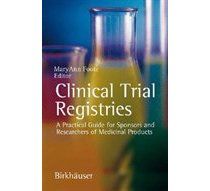 MaryAnn Foote
Editor
Clinical Trial
Registries
A Practical Guide for Sponsors and
Researchers of Medicinal Products
Birkhäuser